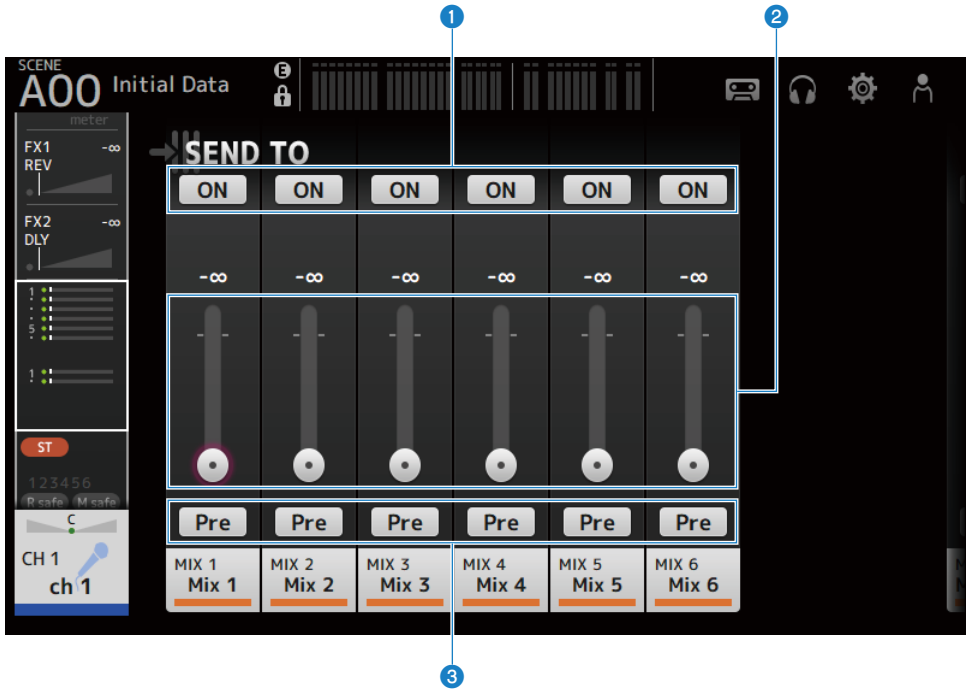 1 2
SCENE
A00 Initial Data E
meter
FX1 -∞
REV
SEND TO
ON ON ON ON ON ON
FX2 -∞
DLY
-∞ -∞ -∞ -∞ -∞ -∞
1
5
1
ST
123456
R safe M safe
Pre Pre Pre Pre Pre Pre
C
CH 1
ch 1
MIX 1 MIX 2 MIX 3 MIX 4 MIX 5 MIX 6
Mix 1 Mix 2 Mix 3 Mix 4 Mix 5 Mix 6
3